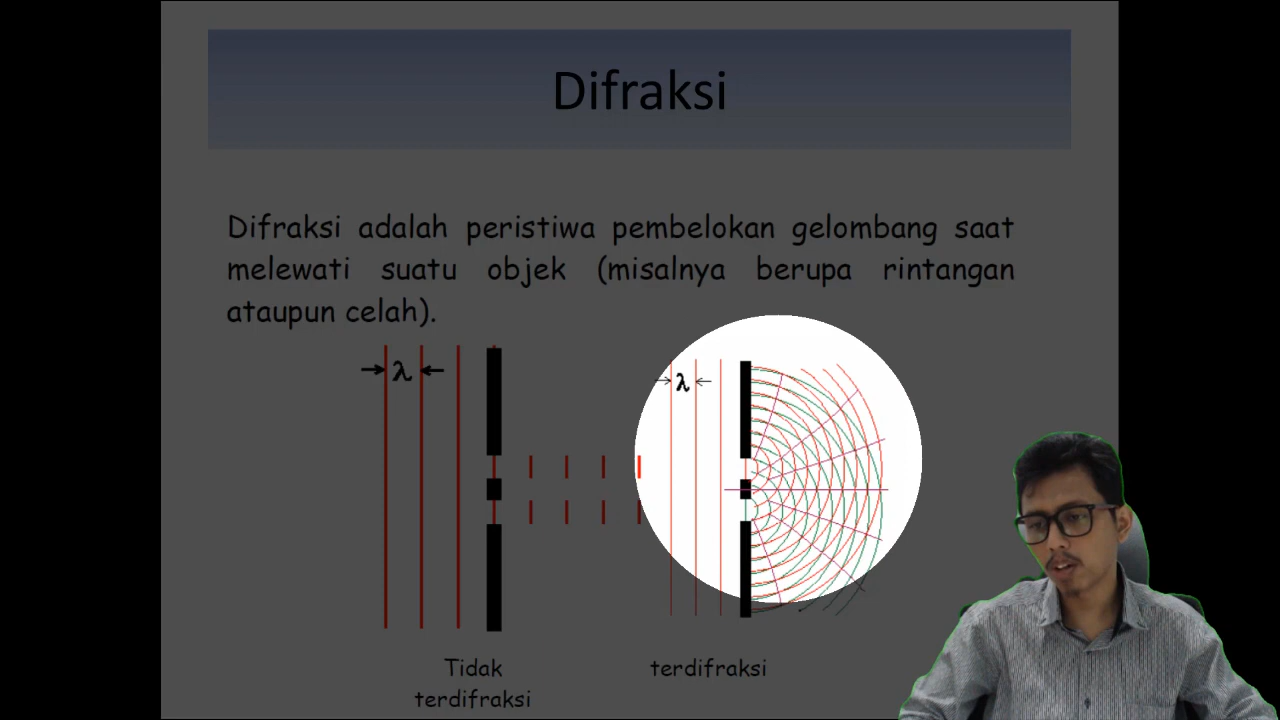 Difraksi
Difraksi adalah peristiwa pembelokan gelombang saat
melewati suatu objek (misalnya berupa rintangan
ataupun celah).
λ
λ
Tidak
terdifraksi
terdifraksi